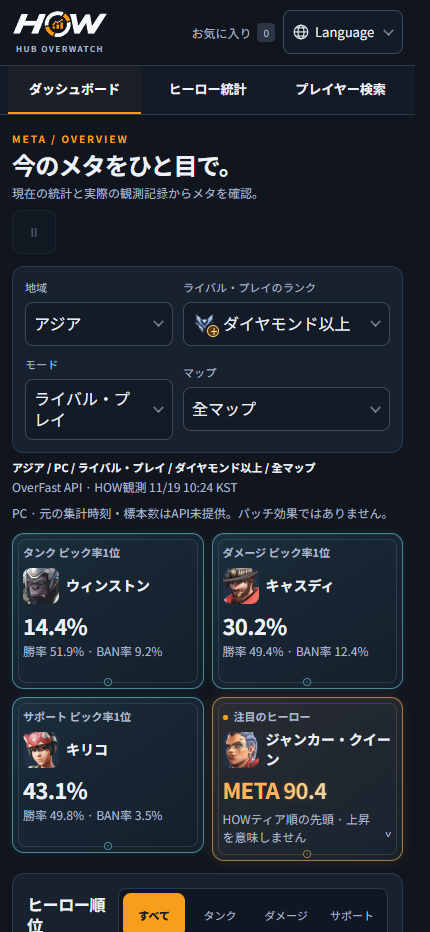 HOW
HUB OVERWATCH
お気に入り 0
Language
ダッシュボード ヒーロー統計 プレイヤー検索
META / OVERVIEW
今のメタをひと目で。
現在の統計と実際の観測記録からメタを確認。
地域
アジア
ライバル・プレイのランク
ダイヤモンド以上
モード
ライバル・プ
レイ
マップ
全マップ
アジア / PC / ライバル・プレイ / ダイヤモンド以上 / 全マップ
OverFast API · HOW観測 11/19 10:24 KST
PC · 元の集計時刻・標本数はAPI未提供。パッチ効果ではありません。
タンク ピック率1位
ウィンストン
14.4%
勝率 51.9% · BAN率 9.2%
ダメージ ピック率1位
キャスディ
30.2%
勝率 49.4% · BAN率 12.4%
サポート ピック率1位
キリコ
43.1%
勝率 49.8% · BAN率 3.5%
注目のヒーロー
ジャンカー・クイー
ン
META 90.4
HOWティア順の先頭 · 上昇
を意味しません
ヒーロー順
位
すべて タンク ダメージ サポート